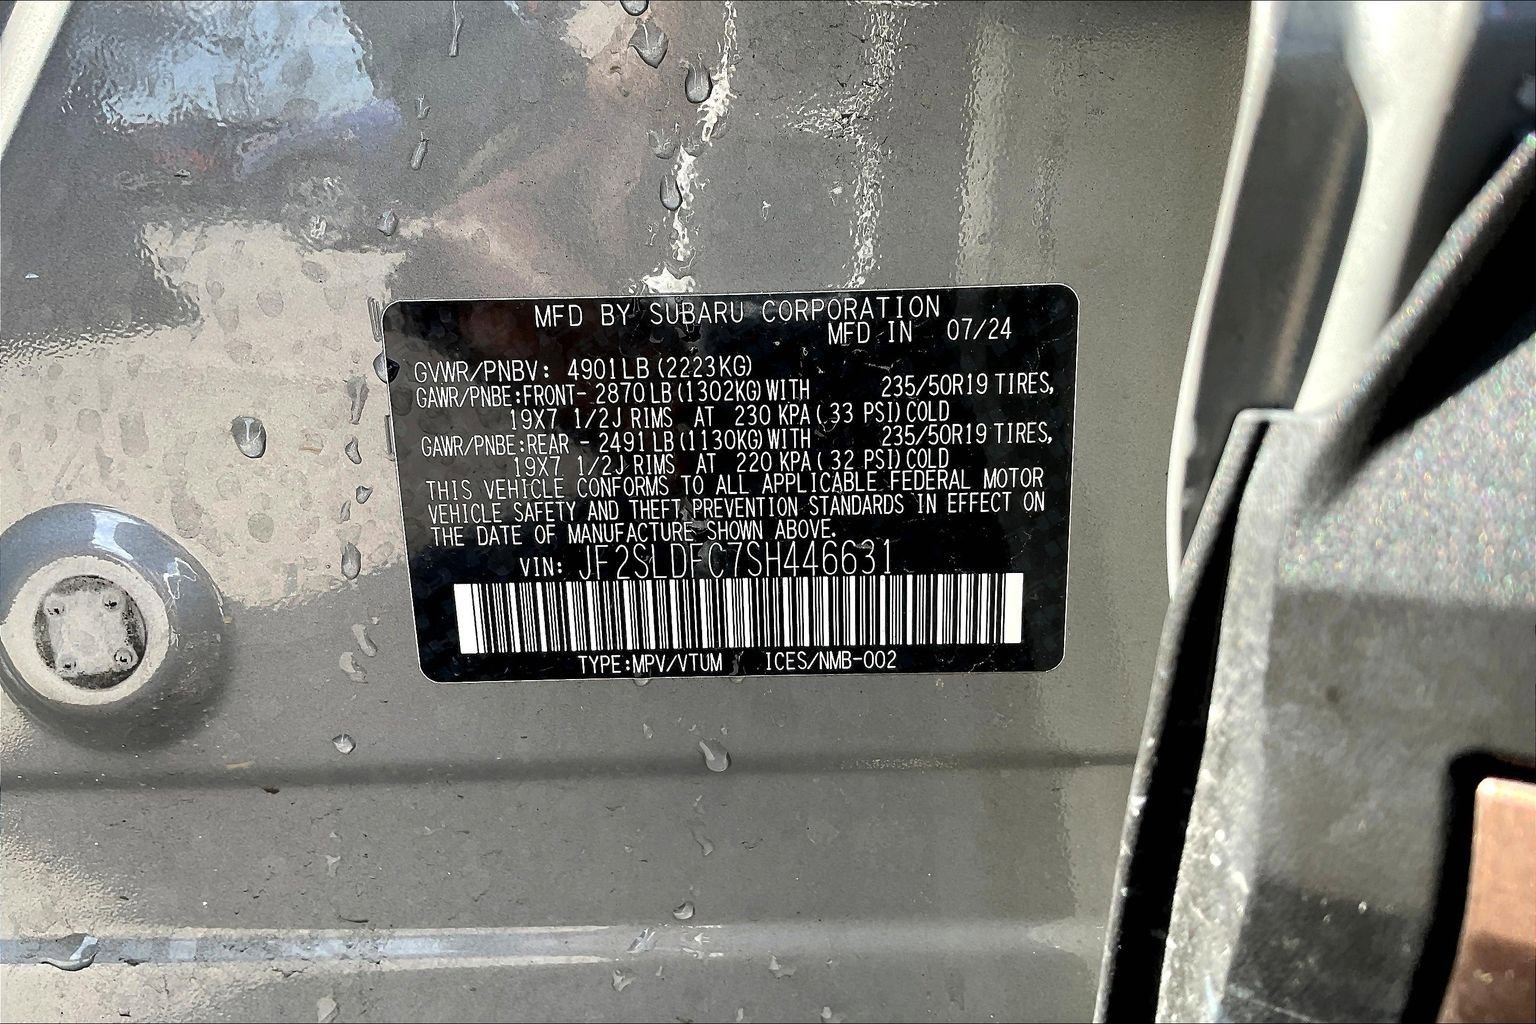 MFD BY SUBARU CORPORATION
MFD IN 07/24
GVWR/PNBV: 4901LB (2223KG)
GAWR/PNBE:FRONT- 2870LB (1302KG) WITH 235/50R19 TIRES,
19X7 1/2J RIMS AT 230 KPA( 33 PSI) COLD
GAWR/PNBE:REAR - 2491LB (1130KG) WITH 235/50R19 TIRES,
19X7 1/2J RIMS AT 220 KPA( 32 PSI) COLD
THIS VEHICLE CONFORMS TO ALL APPLICABLE FEDERAL MOTOR
VEHICLE SAFETY AND THEFT PREVENTION STANDARDS IN EFFECT ON
THE DATE OF MANUFACTURE SHOWN ABOVE.
VIN: JF2SLDFC7SH446631
TYPE:MPV/VTUM ICES/NMB-002